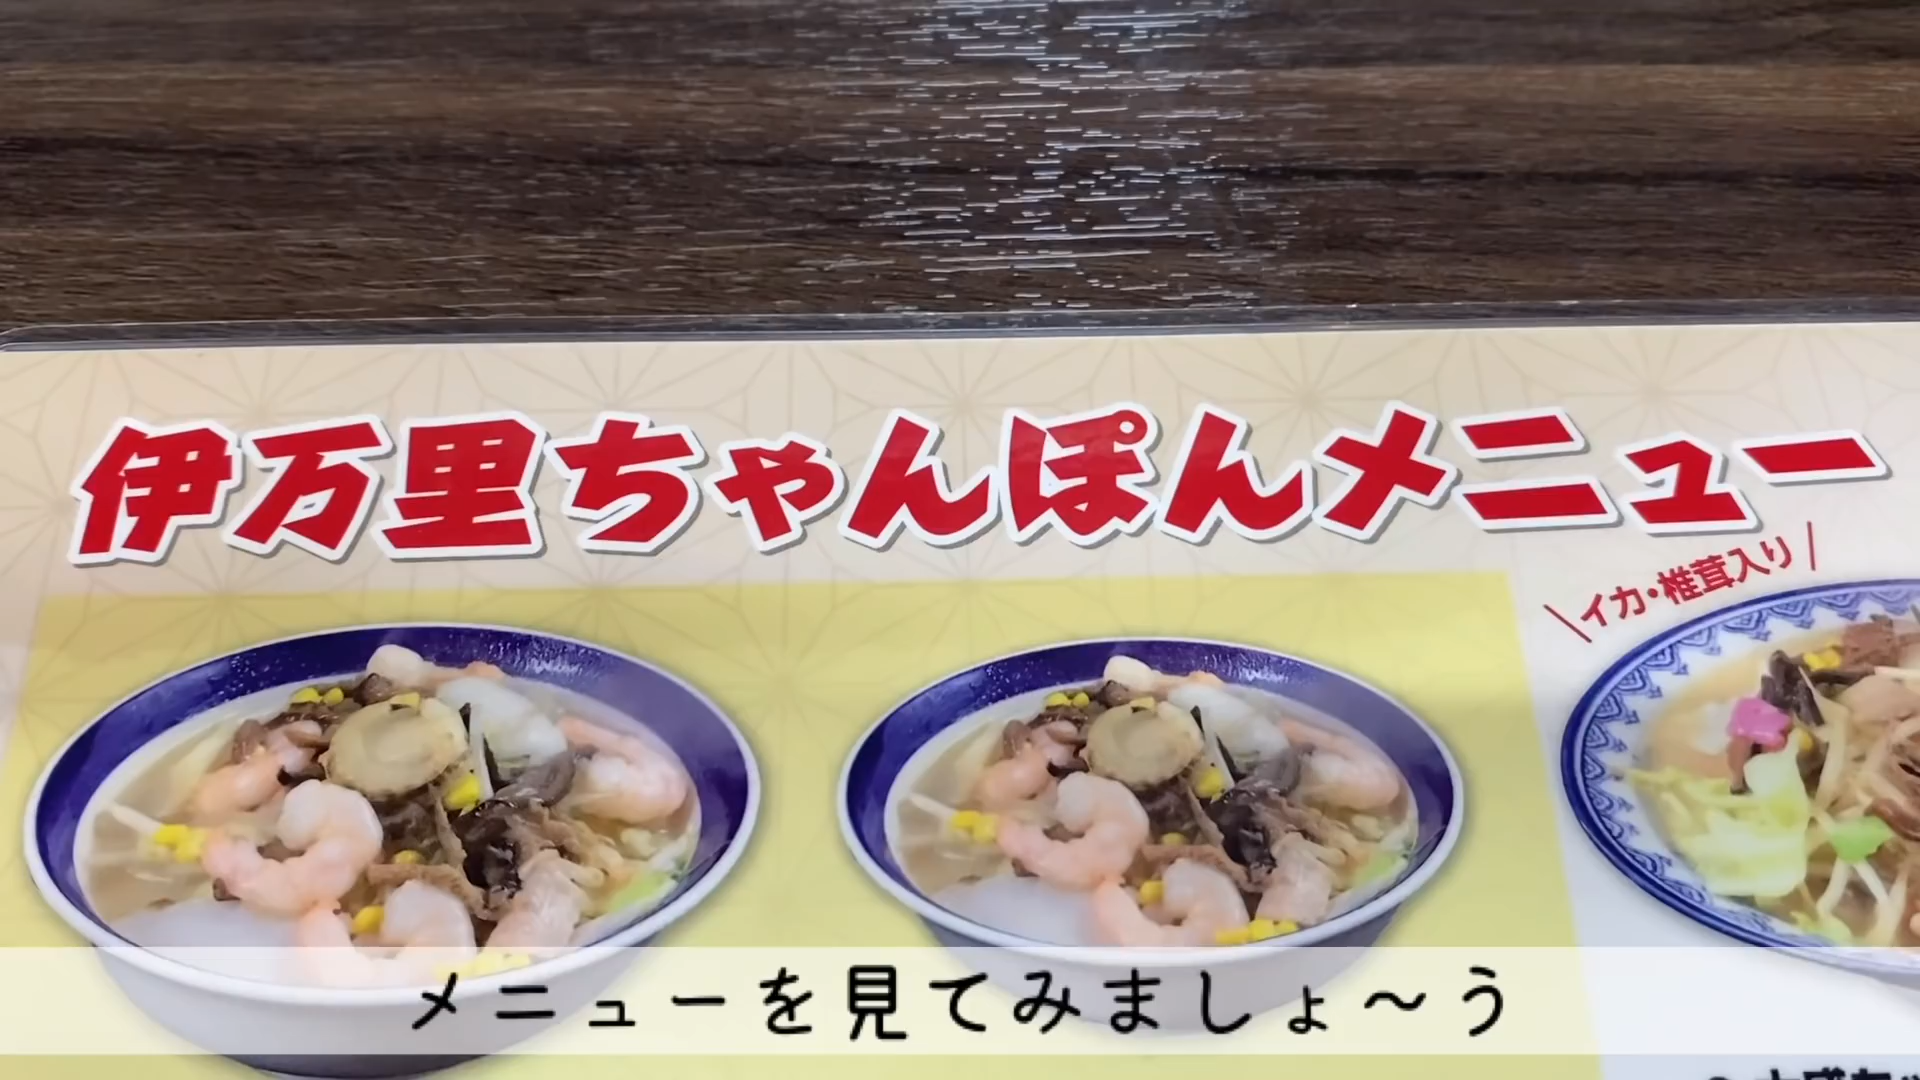 伊万里ちゃんぽんメニュー
イカ・椎茸入り
メニューを見てみましょ～う